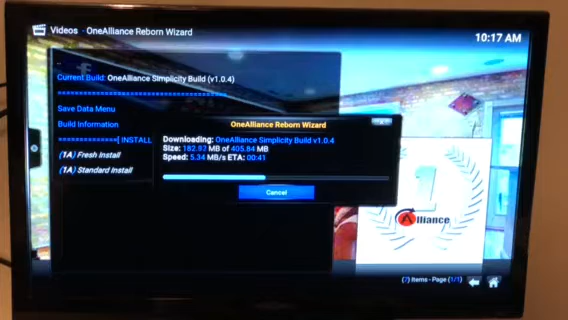 Videos - OneAlliance Reborn Wizard
10:17 AM
..
Current Build: OneAlliance Simplicity Build (v1.0.4)
Save Data Menu
Build Information
[ INSTALL
(1A) Fresh Install
(1A) Standard Install
OneAlliance Reborn Wizard
Downloading: OneAlliance Simplicity Build v1.0.4
Size: 182.92 MB of 405.84 MB
Speed: 5.34 MB/s ETA: 00:41
Cancel
1
Alliance
(7) Items - Page (1/1)